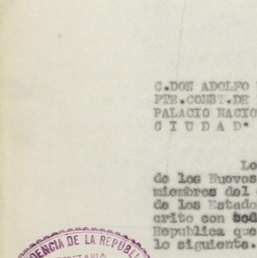 C.DON ADOLFO
PTE.CONST.DE
PALACIO NACIO
C I U D A D.
Lo
de los Nuevos
miembros del
de los Estado
crito con tod
Republica que
lo siguiente.
DENCIA DE LA REPÚBL